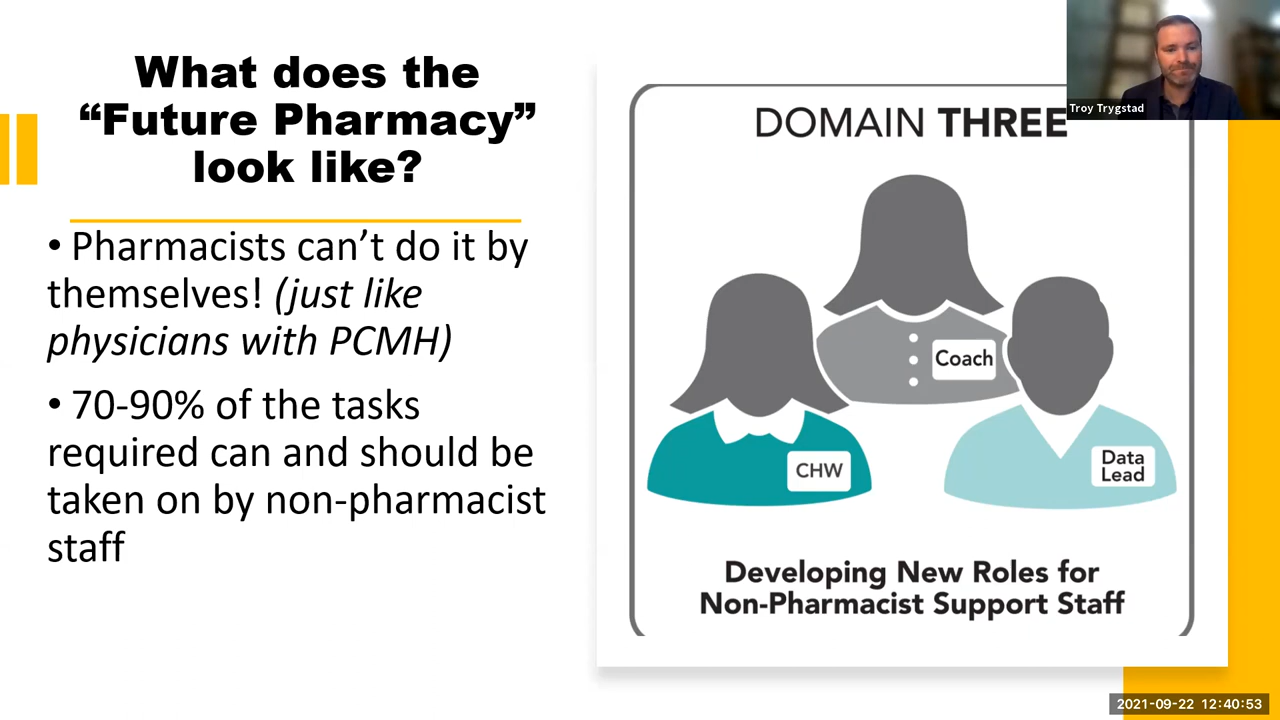 What does the
“Future Pharmacy”
look like?
• Pharmacists can’t do it by
themselves! (just like
physicians with PCMH)
• 70-90% of the tasks
required can and should be
taken on by non-pharmacist
staff
DOMAIN THREE
Coach
CHW
Data
Lead
Developing New Roles for
Non-Pharmacist Support Staff
Troy Trygstad
2021-09-22 12:40:53